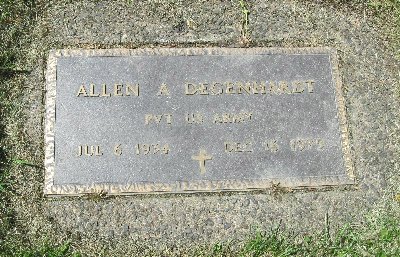 ALLEN A DEGENHARDT
PVT US ARMY
JUL 6 DEC